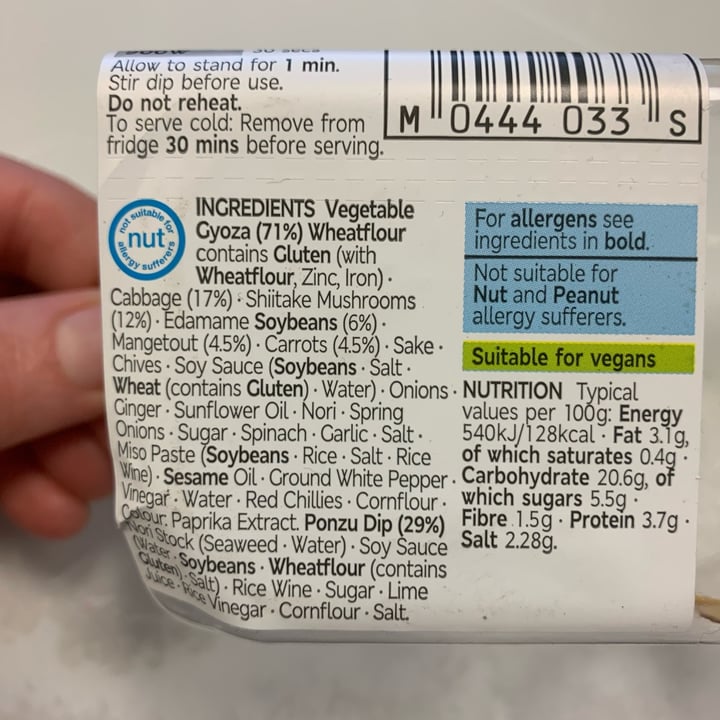 Allow to stand for 1 min.
Stir dip before use.
Do not reheat.
To serve cold: Remove from
fridge 30 mins before serving.
M 0444 033 S
not suitable for
nut
allergy sufferers
INGREDIENTS Vegetable
Gyoza (71%) Wheatflour
contains Gluten (with
Wheatflour, Zinc, Iron) ·
Cabbage (17%) · Shiitake Mushrooms
(12%) · Edamame Soybeans (6%) ·
Mangetout (4.5%) · Carrots (4.5%) · Sake ·
Chives · Soy Sauce (Soybeans · Salt ·
Wheat (contains Gluten) · Water) · Onions ·
Ginger · Sunflower Oil · Nori · Spring
Onions · Sugar · Spinach · Garlic · Salt ·
Miso Paste (Soybeans · Rice · Salt · Rice
Wine) · Sesame Oil · Ground White Pepper ·
Vinegar · Water · Red Chillies · Cornflour ·
Colour: Paprika Extract. Ponzu Dip (29%)
Nori Stock (Seaweed · Water) · Soy Sauce
(Water · Soybeans · Wheatflour (contains
Gluten) · Salt) · Rice Wine · Sugar · Lime
Juice · Rice Vinegar · Cornflour · Salt.
For allergens see
ingredients in bold.
Not suitable for
Nut and Peanut
allergy sufferers.
Suitable for vegans
NUTRITION Typical
values per 100g: Energy
540kJ/128kcal · Fat 3.1g,
of which saturates 0.4g ·
Carbohydrate 20.6g, of
which sugars 5.5g ·
Fibre 1.5g · Protein 3.7g ·
Salt 2.28g.